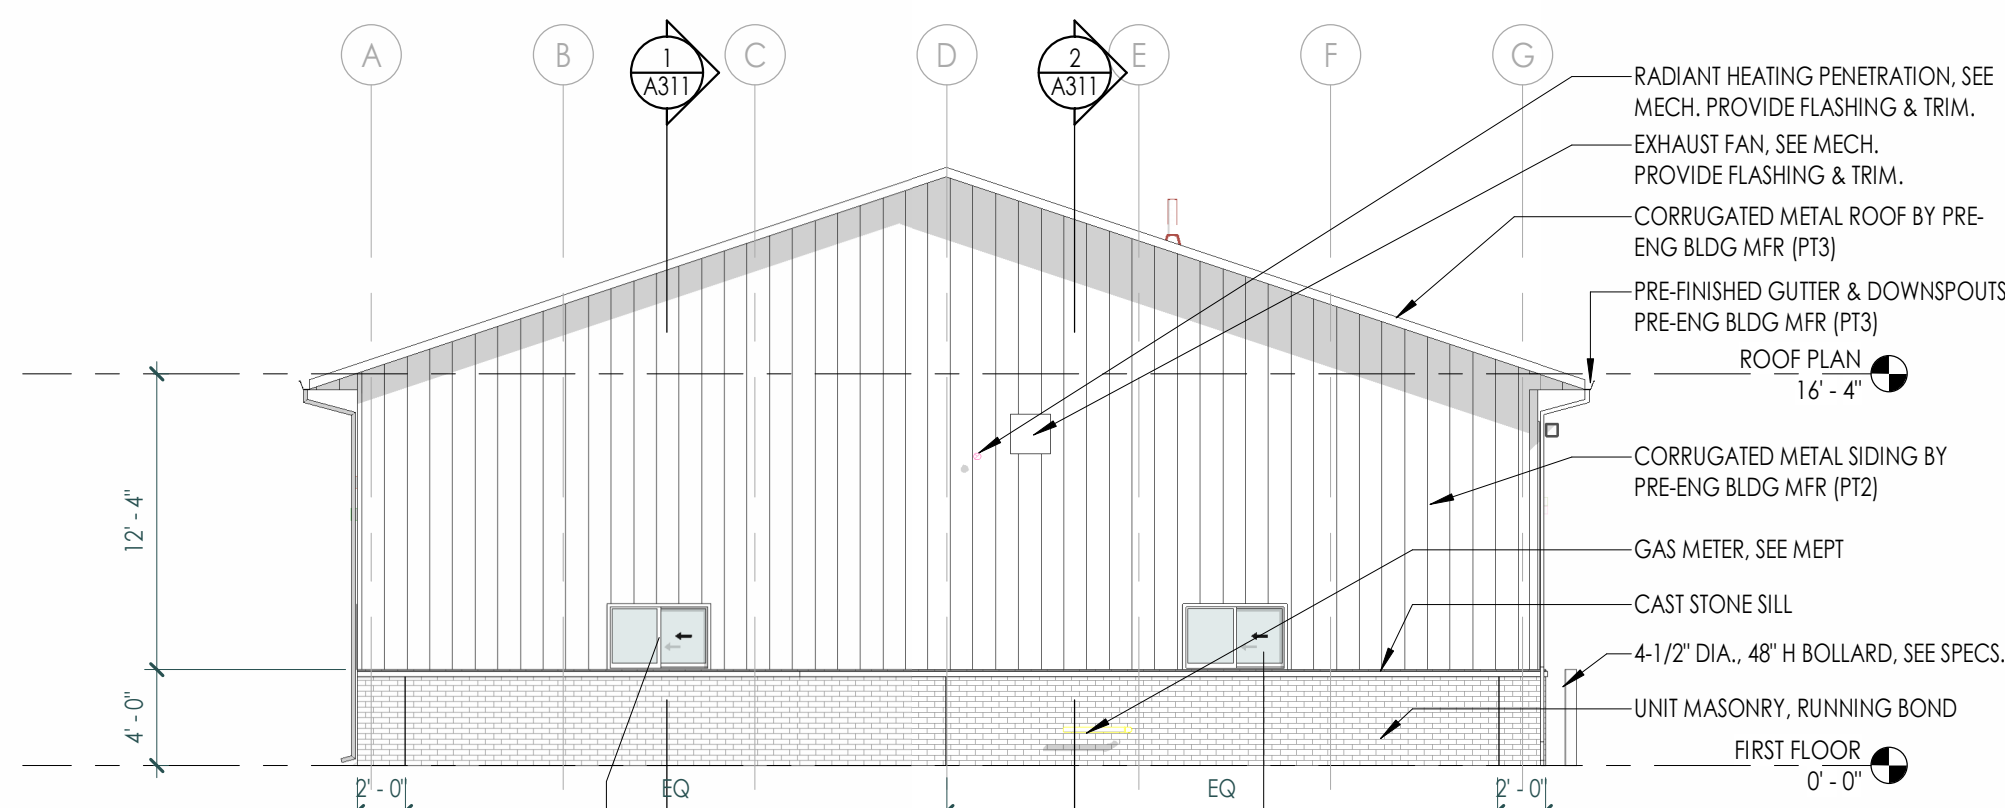 A
B
1
A311
C
D
2
A311
E
F
G
RADIANT HEATING PENETRATION, SEE
MECH. PROVIDE FLASHING & TRIM.
EXHAUST FAN, SEE MECH.
PROVIDE FLASHING & TRIM.
CORRUGATED METAL ROOF BY PRE-
ENG BLDG MFR (PT3)
PRE-FINISHED GUTTER & DOWNSPOUTS
PRE-ENG BLDG MFR (PT3)
ROOF PLAN
16' - 4"
CORRUGATED METAL SIDING BY
PRE-ENG BLDG MFR (PT2)
12' - 4"
GAS METER, SEE MEPT
CAST STONE SILL
4-1/2" DIA., 48" H BOLLARD, SEE SPECS.
4' - 0"
UNIT MASONRY, RUNNING BOND
FIRST FLOOR
0' - 0"
2' - 0"
EQ
EQ
2' - 0"